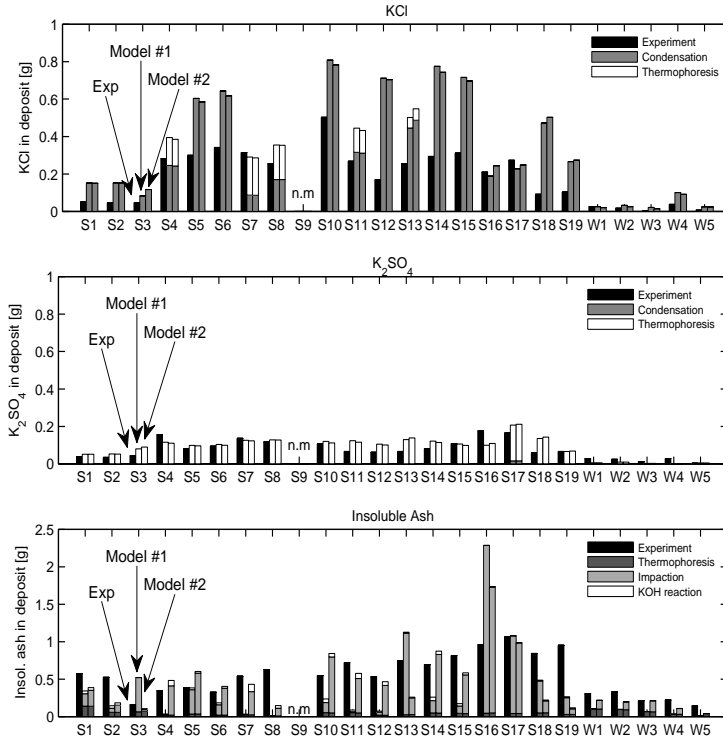 KCl
KCl in deposit [g]
1
0.8
0.6
0.4
0.2
0
Exp
Model #1
Model #2
n.m
Experiment
Condensation
Thermophoresis
S1 S2 S3 S4 S5 S6 S7 S8 S9 S10 S11 S12 S13 S14 S15 S16 S17 S18 S19 W1 W2 W3 W4 W5
K2SO4
K2SO4 in deposit [g]
1
0.8
0.6
0.4
0.2
0
Exp
Model #1
Model #2
n.m
Experiment
Condensation
Thermophoresis
S1 S2 S3 S4 S5 S6 S7 S8 S9 S10 S11 S12 S13 S14 S15 S16 S17 S18 S19 W1 W2 W3 W4 W5
Insoluble Ash
Insol. ash in deposit [g]
2.5
2
1.5
1
0.5
0
Exp
Model #1
Model #2
n.m
Experiment
Thermophoresis
Impaction
KOH reaction
S1 S2 S3 S4 S5 S6 S7 S8 S9 S10 S11 S12 S13 S14 S15 S16 S17 S18 S19 W1 W2 W3 W4 W5